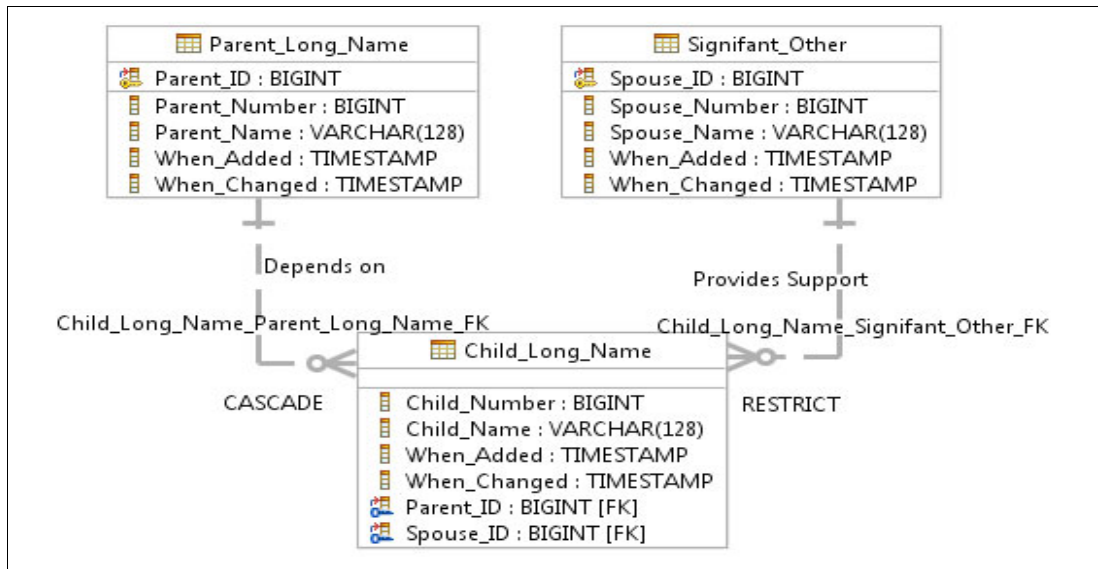 Parent_Long_Name
Parent_ID : BIGINT
Parent_Number : BIGINT
Parent_Name : VARCHAR(128)
When_Added : TIMESTAMP
When_Changed : TIMESTAMP
Signifant_Other
Spouse_ID : BIGINT
Spouse_Number : BIGINT
Spouse_Name : VARCHAR(128)
When_Added : TIMESTAMP
When_Changed : TIMESTAMP
Depends on
Provides Support
Child_Long_Name_Parent_Long_Name_FK
Child_Long_Name_Signifant_Other_FK
Child_Long_Name
CASCADE
RESTRICT
Child_Number : BIGINT
Child_Name : VARCHAR(128)
When_Added : TIMESTAMP
When_Changed : TIMESTAMP
Parent_ID : BIGINT [FK]
Spouse_ID : BIGINT [FK]